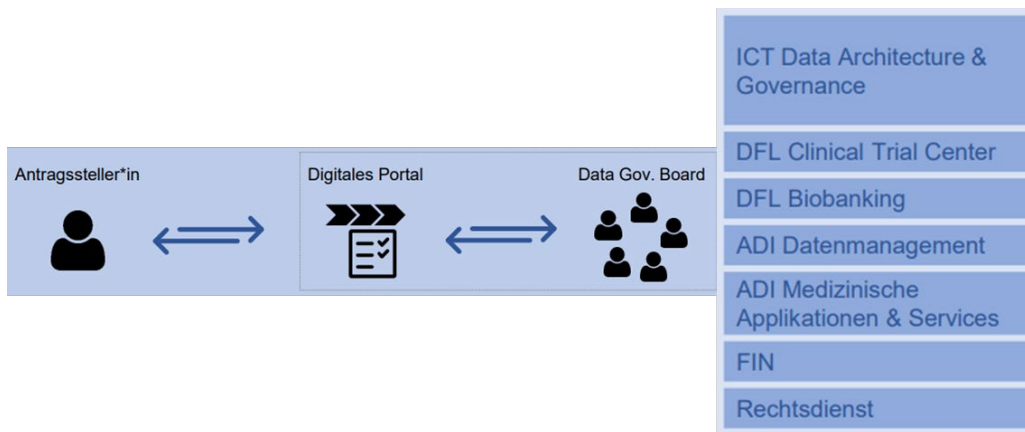 Antragssteller*in
Digitales Portal
Data Gov. Board
ICT Data Architecture &
Governance
DFL Clinical Trial Center
DFL Biobanking
ADI Datenmanagement
ADI Medizinische
Applikationen & Services
FIN
Rechtsdienst